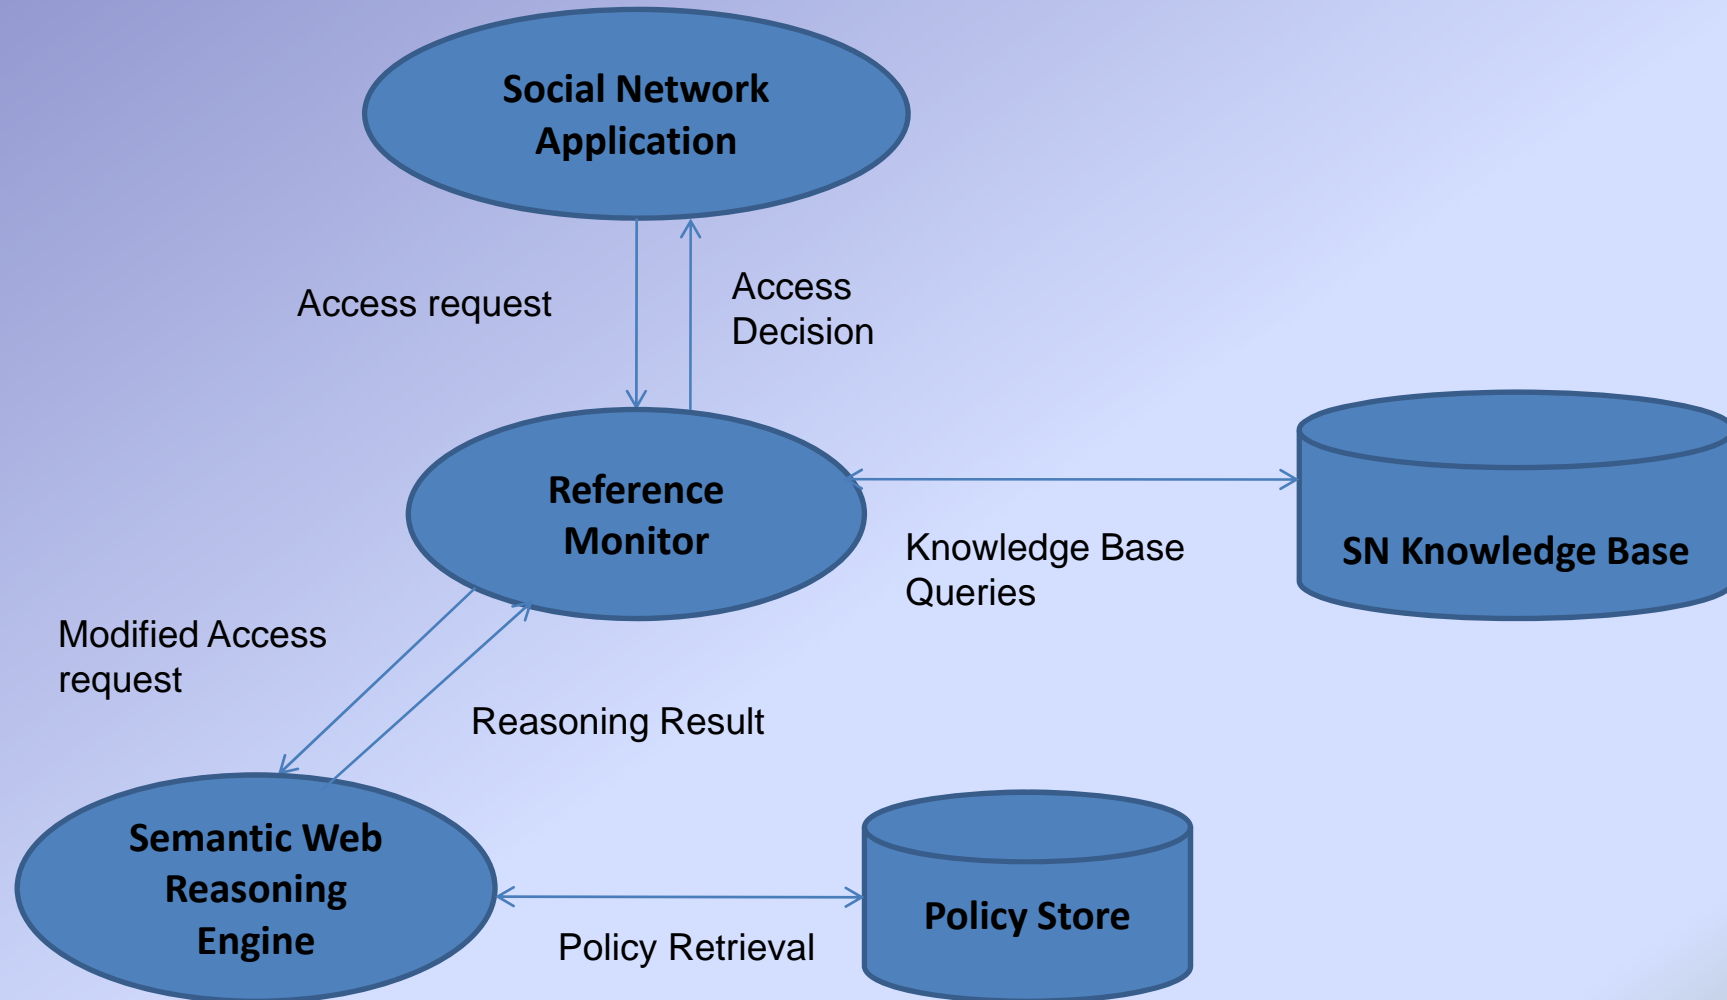 Social Network
Application
Access request
Access
Decision
Reference
Monitor
Knowledge Base
Queries
SN Knowledge Base
Modified Access
request
Reasoning Result
Semantic Web
Reasoning
Engine
Policy Retrieval
Policy Store